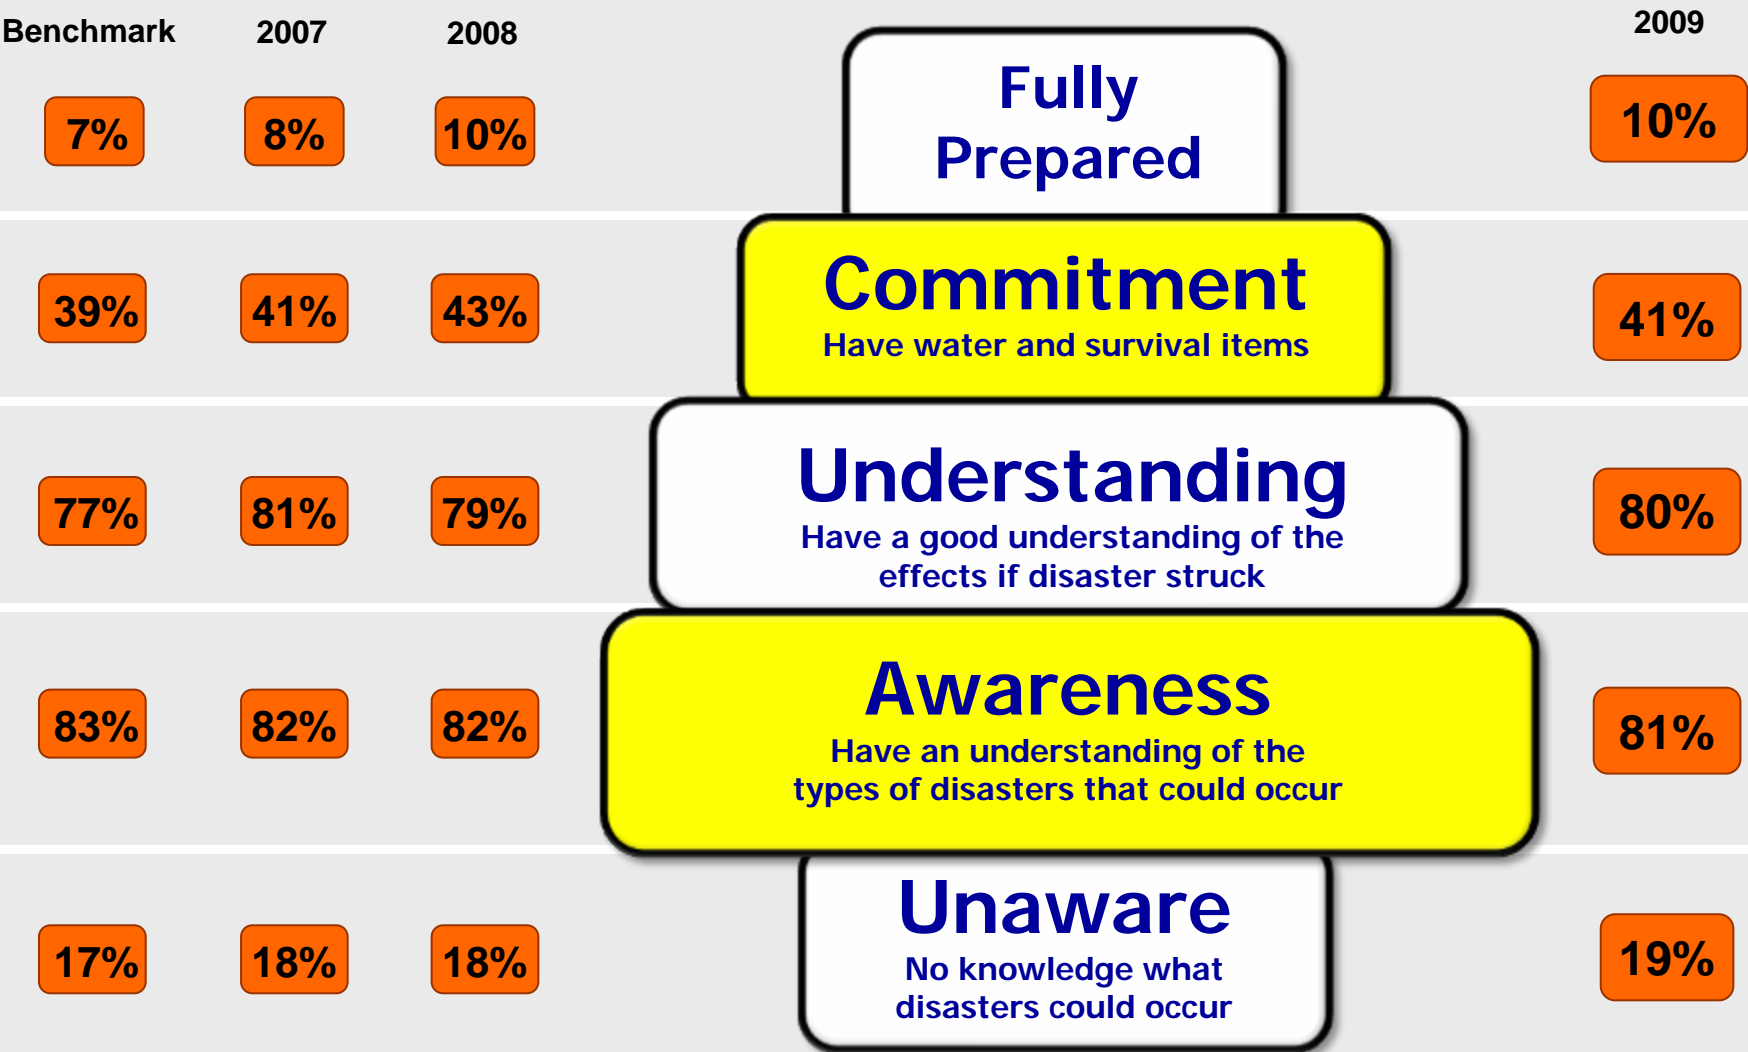 Benchmark 2007 2008 2009
7% 8% 10% Fully 10%
Prepared
39% 41% 43% Commitment 41%
Have water and survival items
77% 81% 79% Understanding 80%
Have a good understanding of the
effects if disaster struck
83% 82% 82% Awareness 81%
Have an understanding of the
types of disasters that could occur
17% 18% 18% Unaware 19%
No knowledge what
disasters could occur